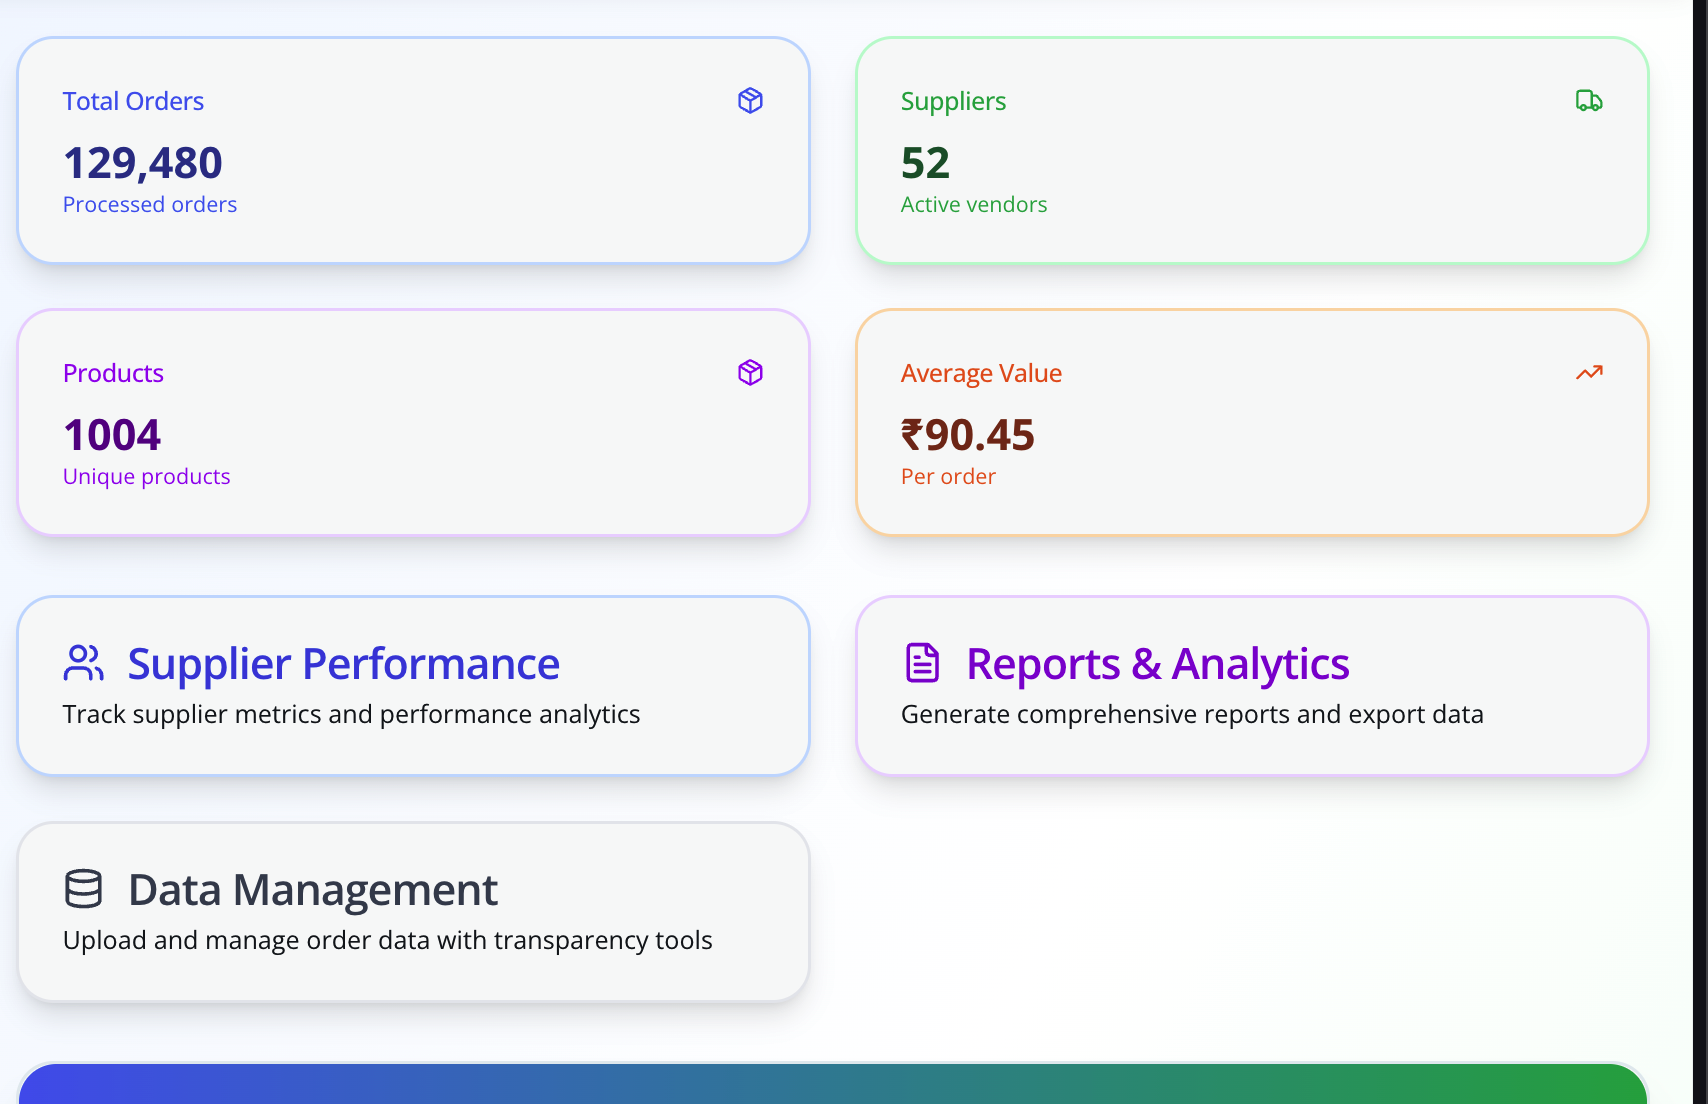 Total Orders
129,480
Processed orders
Suppliers
52
Active vendors
Products
1004
Unique products
Average Value
₹90.45
Per order
Supplier Performance
Track supplier metrics and performance analytics
Reports & Analytics
Generate comprehensive reports and export data
Data Management
Upload and manage order data with transparency tools